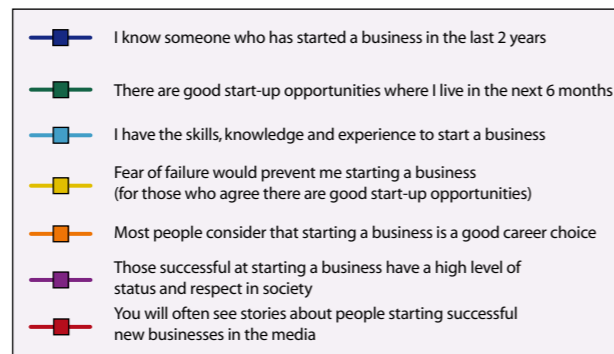 I know someone who has started a business in the last 2 years
There are good start-up opportunities where I live in the next 6 months
I have the skills, knowledge and experience to start a business
Fear of failure would prevent me starting a business
(for those who agree there are good start-up opportunities)
Most people consider that starting a business is a good career choice
Those successful at starting a business have a high level of
status and respect in society
You will often see stories about people starting successful
new businesses in the media